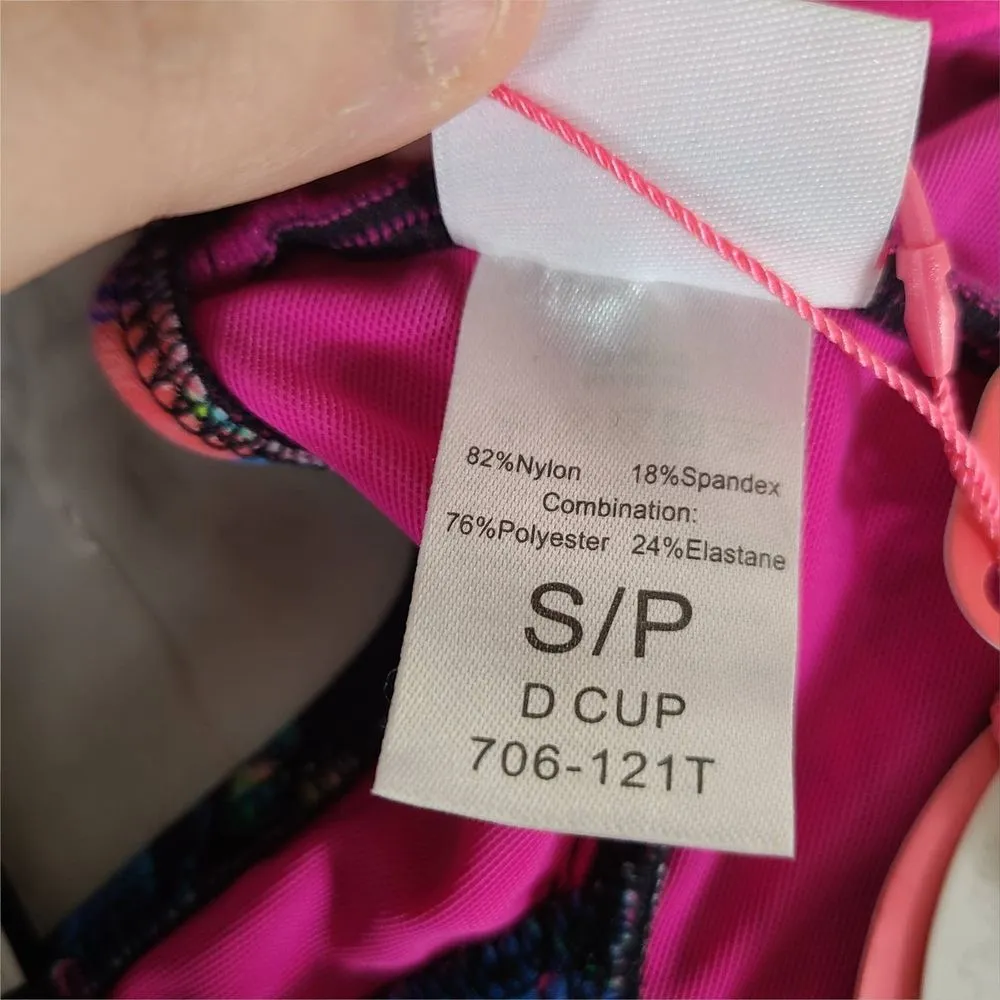 82%Nylon 18%Spandex
Combination:
76%Polyester 24%Elastane
S/P
D CUP
706-121T